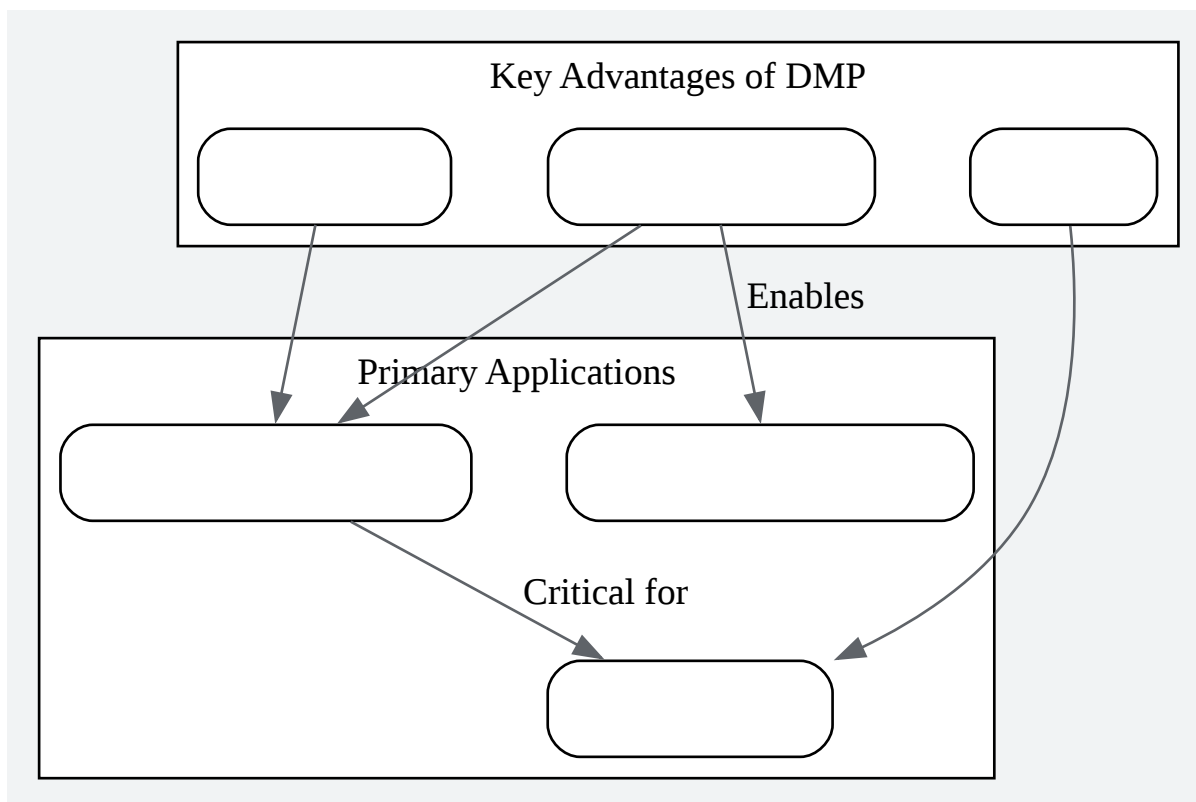 Key Advantages of DMP
Enables
Primary Applications
Critical for